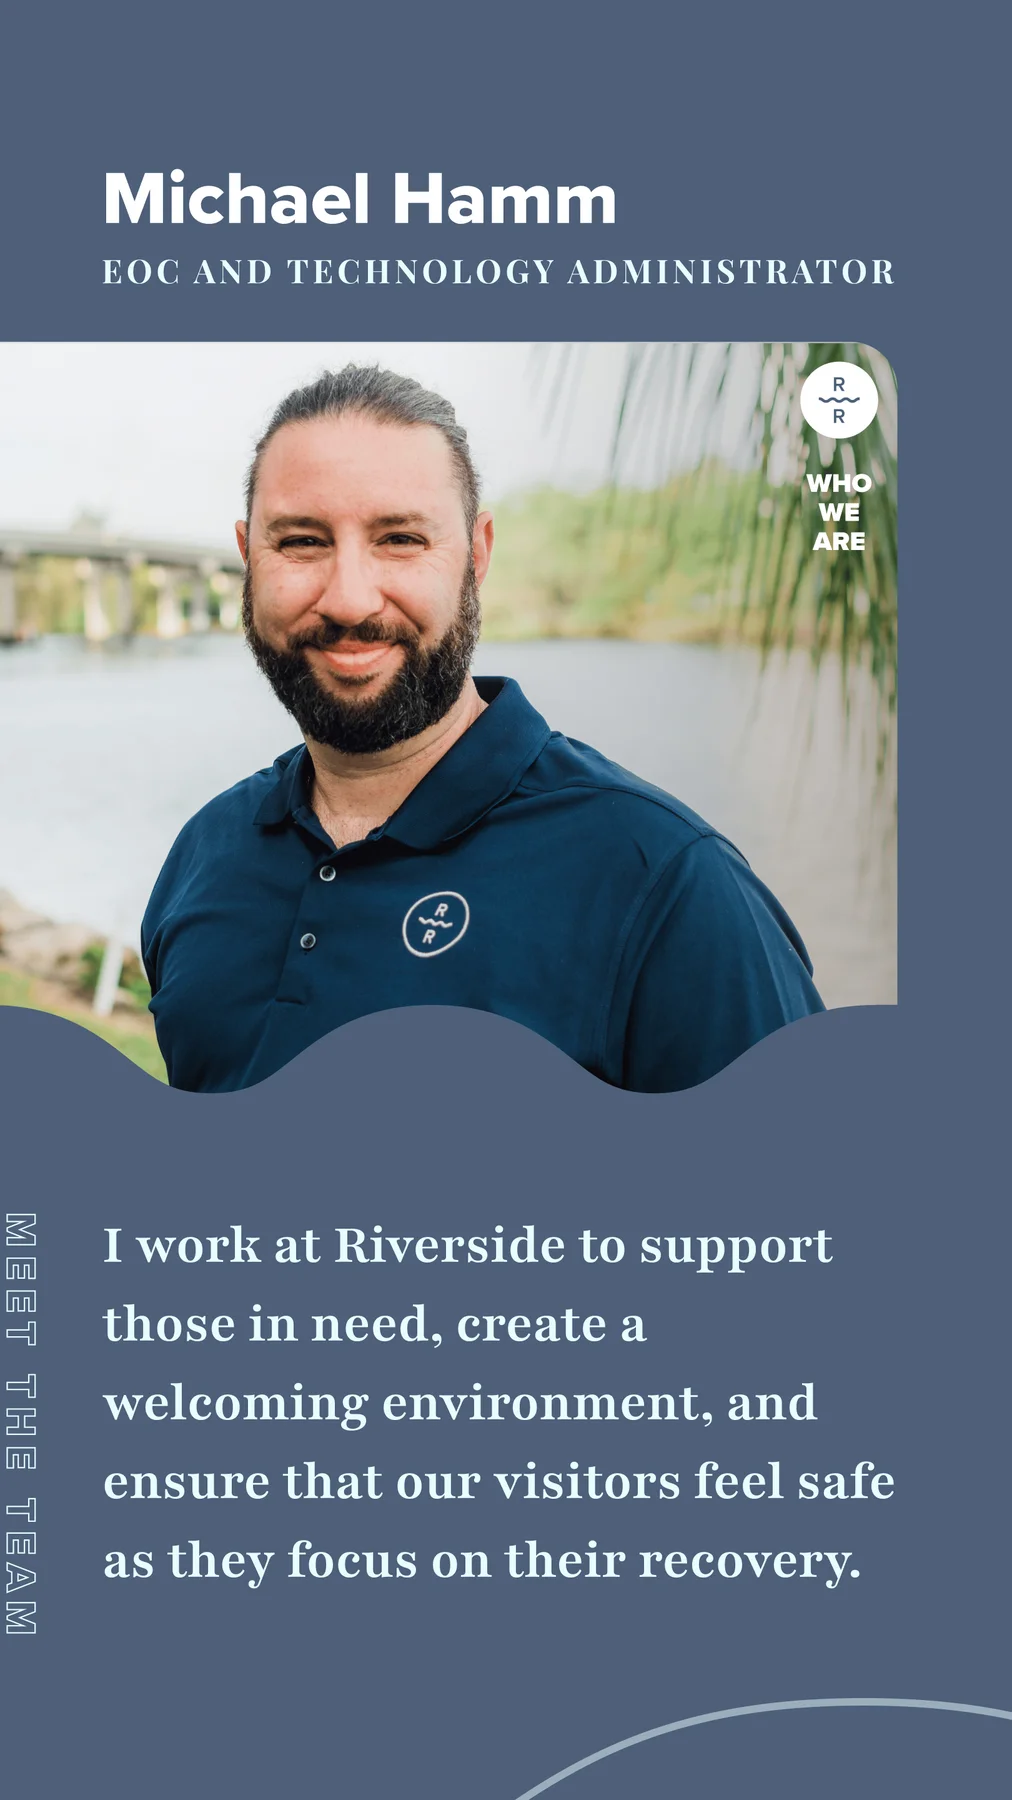 Michael Hamm
EOC AND TECHNOLOGY ADMINISTRATOR
R
R
WHO
WE
ARE
R
R
MEET THE TEAM
I work at Riverside to support
those in need, create a
welcoming environment, and
ensure that our visitors feel safe
as they focus on their recovery.